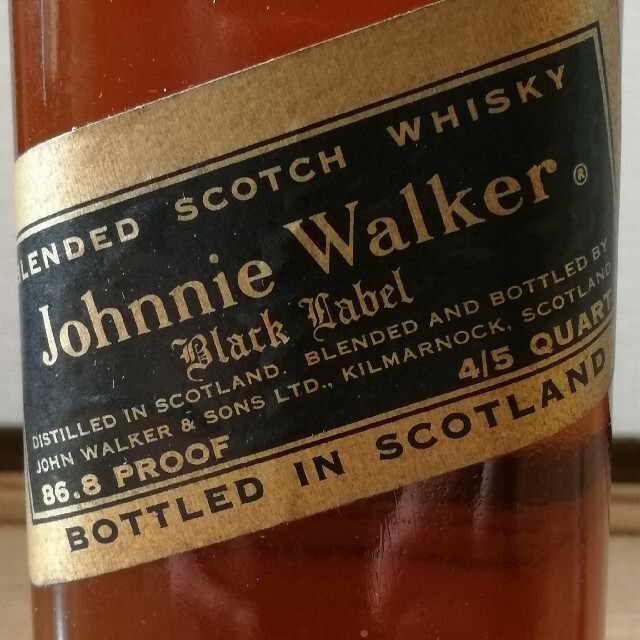 BLENDED SCOTCH WHISKY
Johnnie Walker ®
Black Label
DISTILLED IN SCOTLAND. BLENDED AND BOTTLED BY
JOHN WALKER & SONS LTD., KILMARNOCK, SCOTLAND
86.8 PROOF 4/5 QUART
BOTTLED IN SCOTLAND